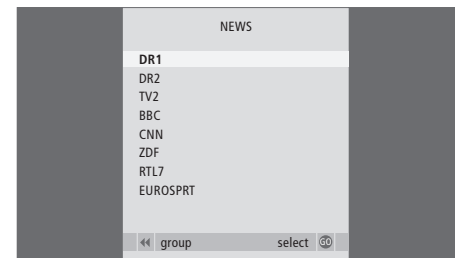 NEWS
DR1
DR2
TV2
BBC
CNN
ZDF
RTL7
EUROSPRT
group select GO